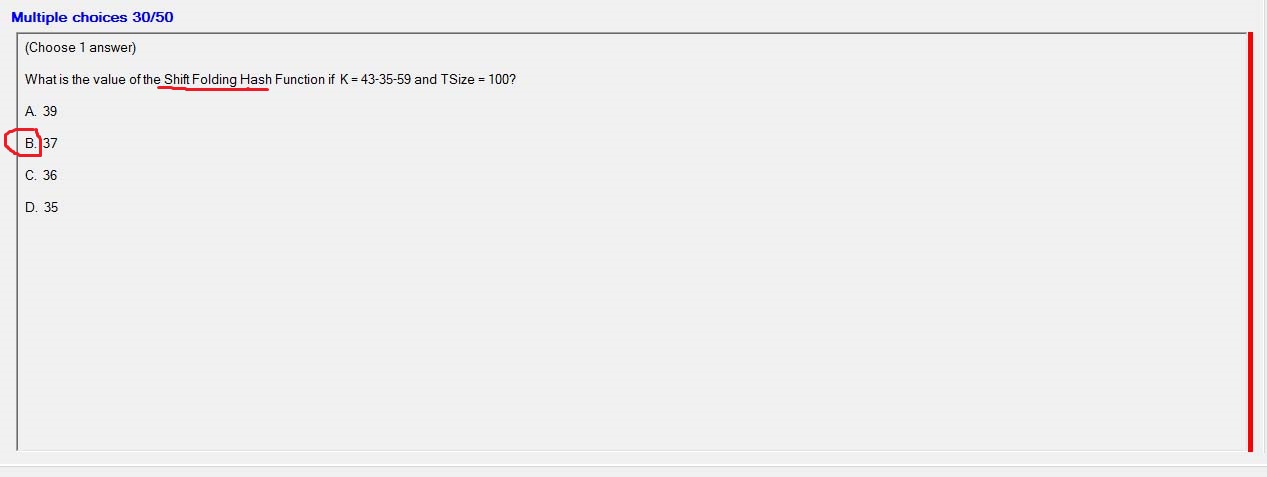 Multiple choices 30/50
(Choose 1 answer)
What is the value of the Shift Folding Hash Function if K = 43-35-59 and TSize = 100?
A. 39
B. 37
C. 36
D. 35